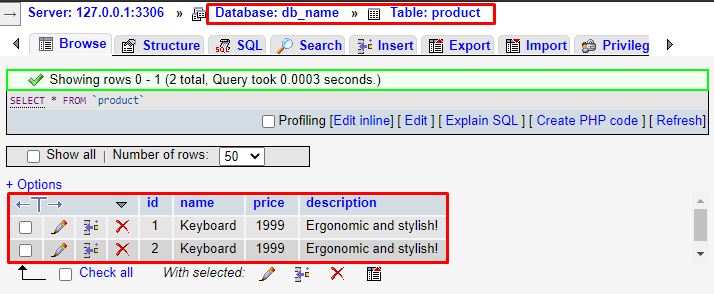 Server: 127.0.0.1:3306 » Database: db_name » Table: product
Browse Structure SQL Search Insert Export Import Privileg
Showing rows 0 - 1 (2 total, Query took 0.0003 seconds.)
SELECT * FROM `product`
Profiling [Edit inline] [ Edit ] [ Explain SQL ] [ Create PHP code ] [ Refresh]
Show all | Number of rows: 50
+ Options
id name price description
1 Keyboard 1999 Ergonomic and stylish!
2 Keyboard 1999 Ergonomic and stylish!
Check all With selected: